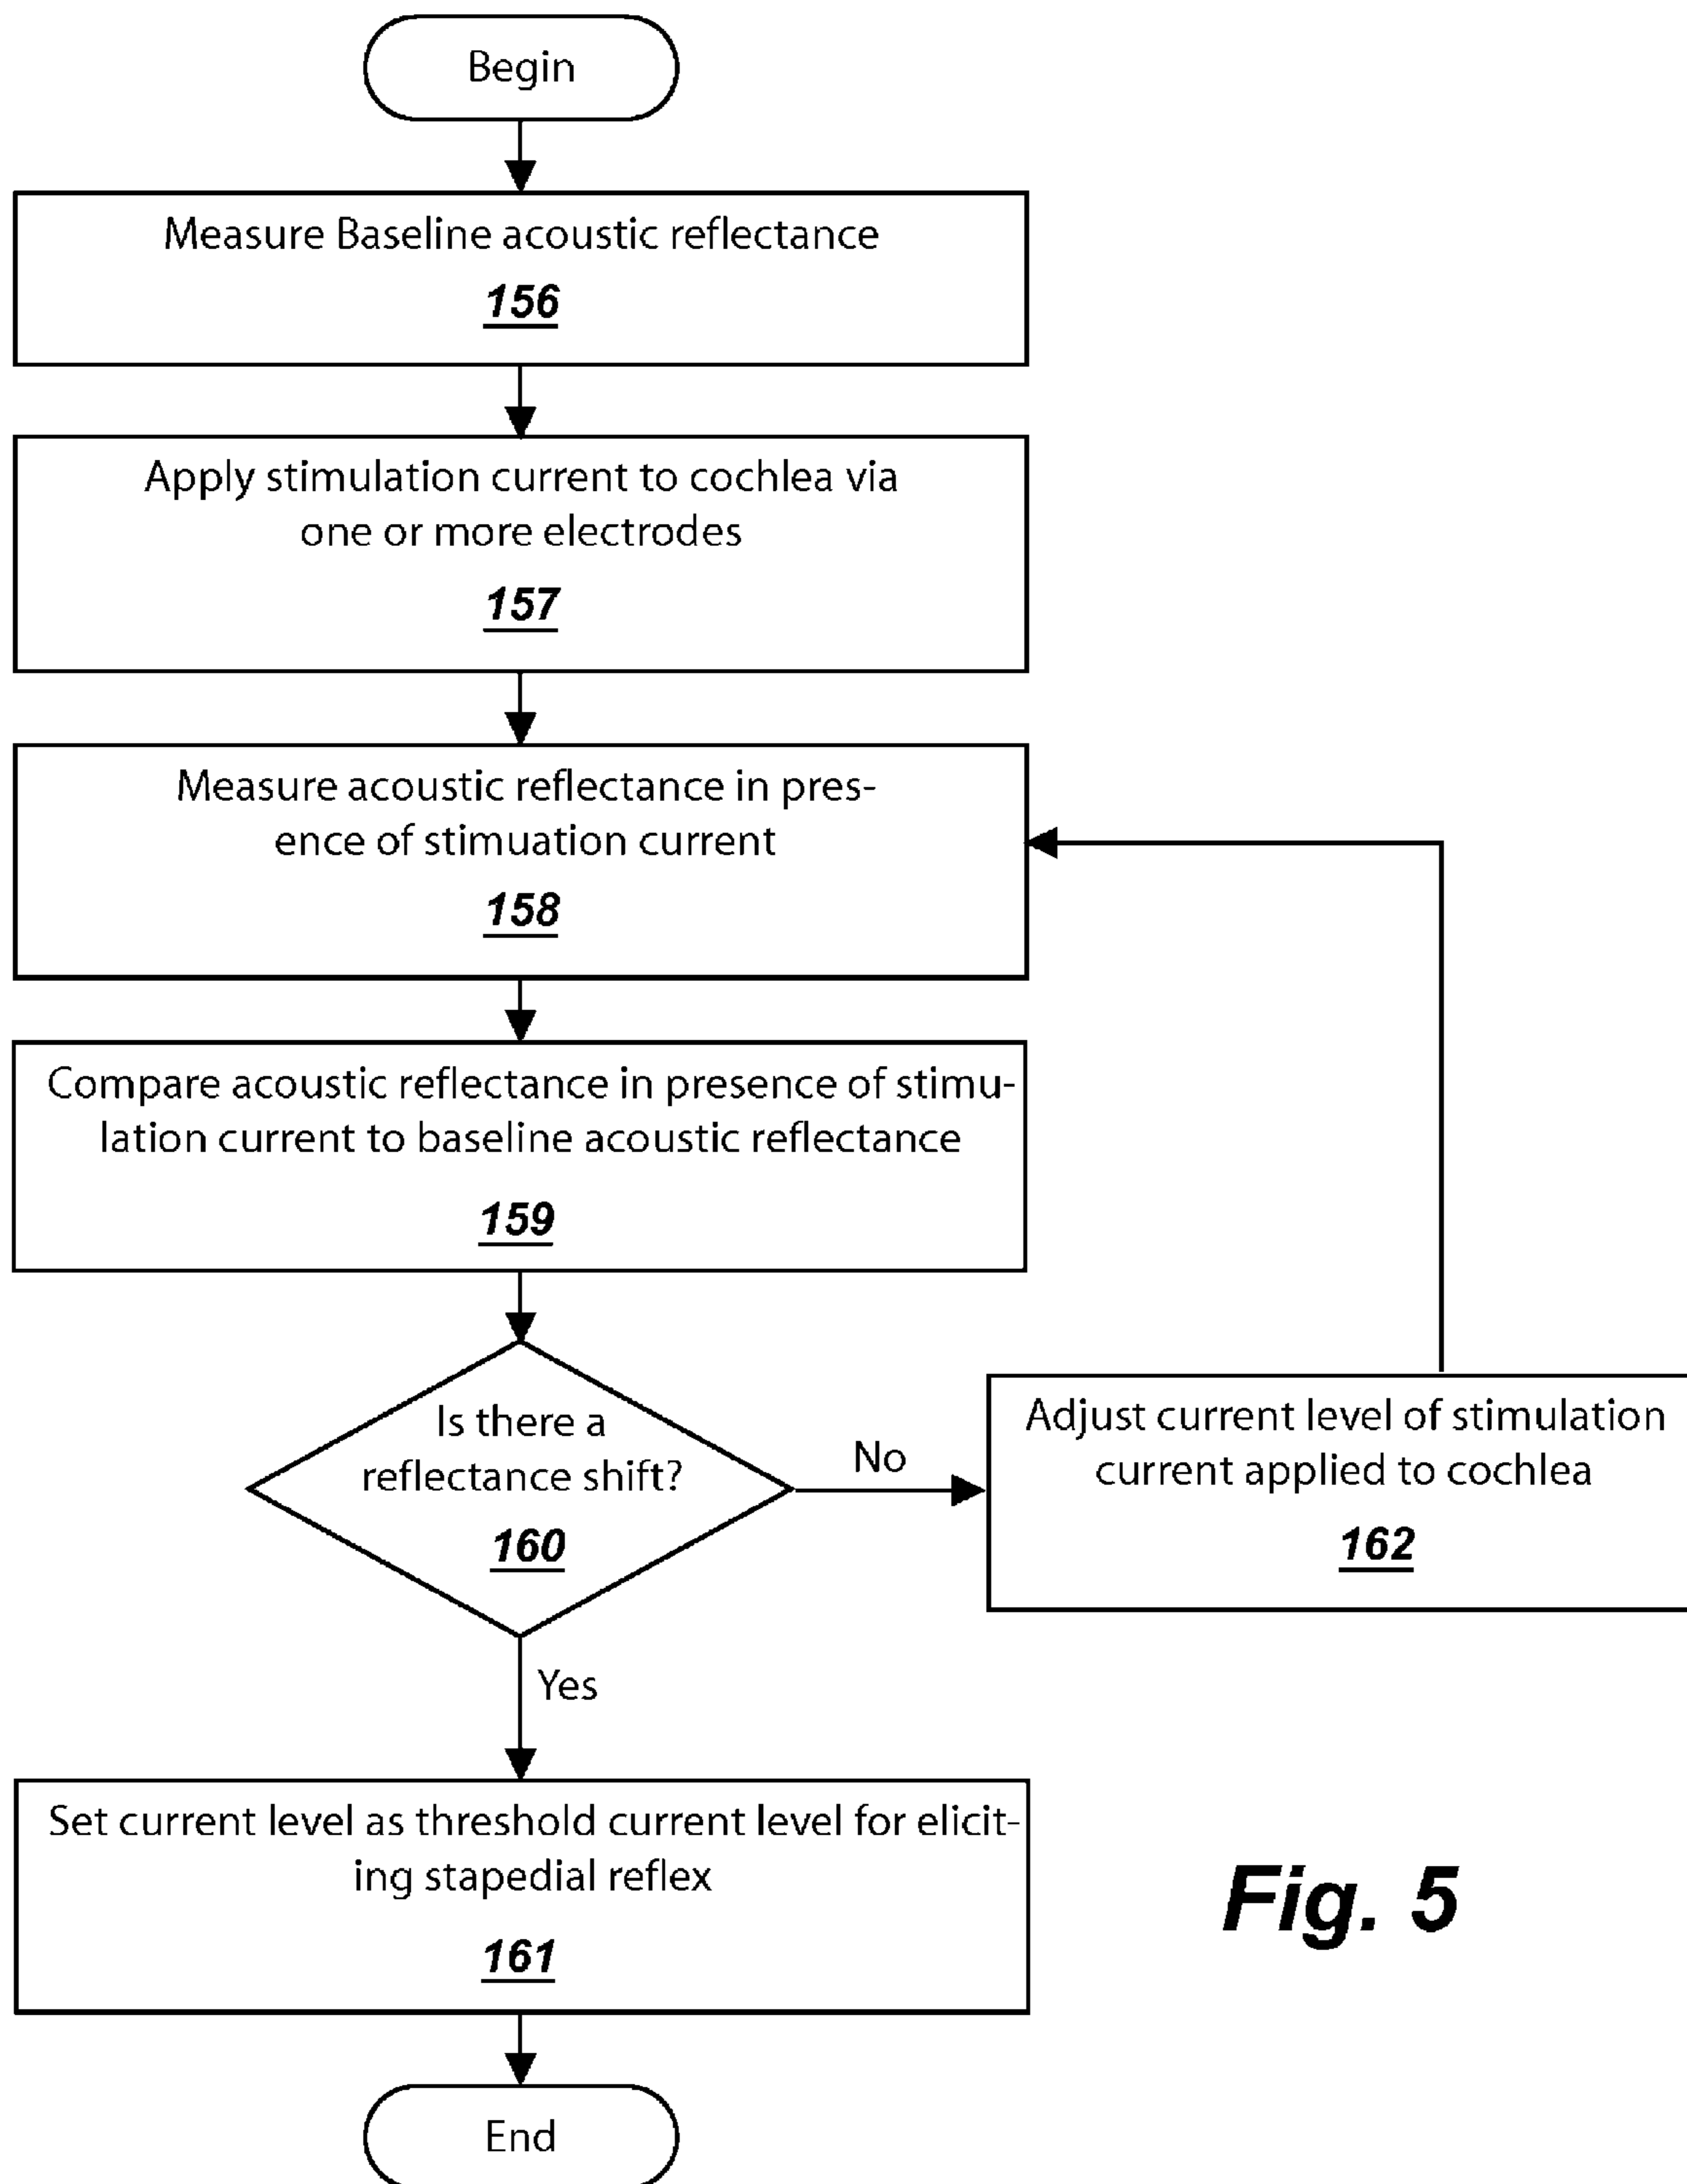 Begin
Measure Baseline acoustic reflectance
156
Apply stimulation current to cochlea via
one or more electrodes
157
Measure acoustic reflectance in pres-
ence of stimuation current
158
Compare acoustic reflectance in presence of stimu-
lation current to baseline acoustic reflectance
159
Is there a
reflectance shift?
160
No
Adjust current level of stimulation
current applied to cochlea
162
Yes
Set current level as threshold current level for elicit-
ing stapedial reflex
161
Fig. 5
End